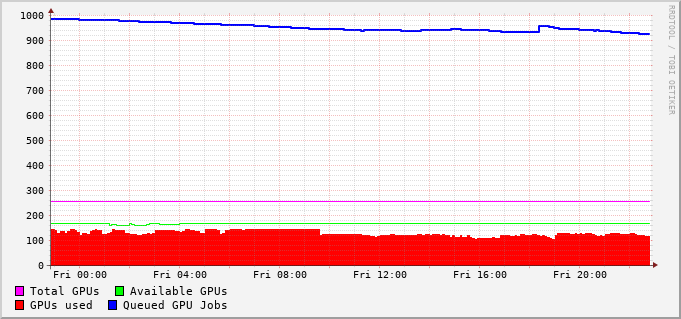 1000
900
800
700
600
500
400
300
200
100
0
Fri 00:00 Fri 04:00 Fri 08:00 Fri 12:00 Fri 16:00 Fri 20:00
Total GPUs Available GPUs
GPUs used Queued GPU Jobs
RRDTOOL / TOBI OETIKER